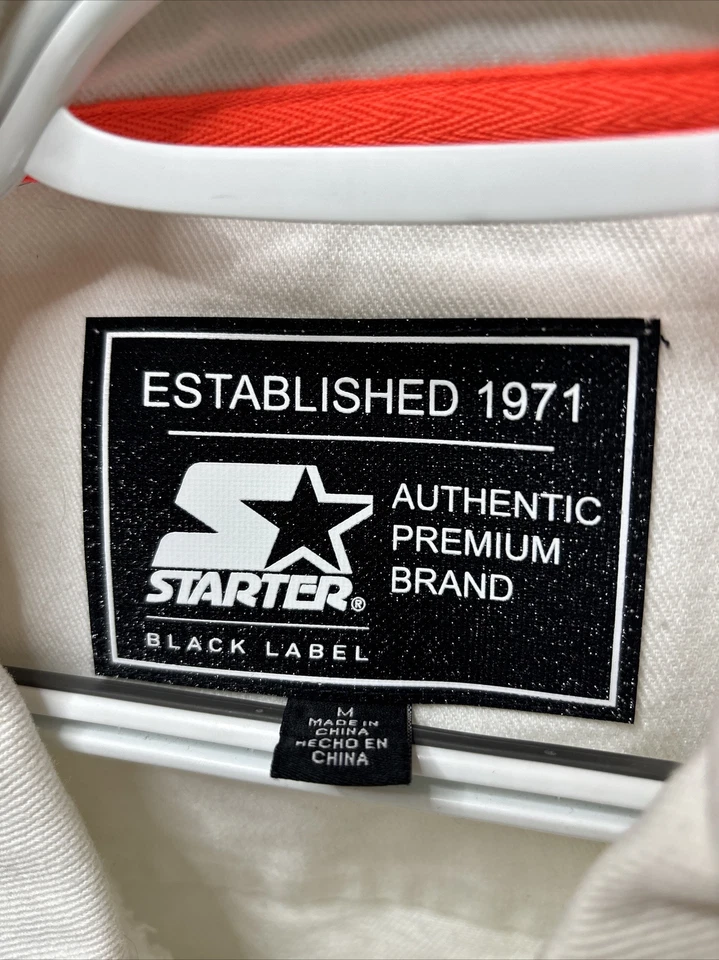 ESTABLISHED 1971
STARTER®
BLACK LABEL
AUTHENTIC
PREMIUM
BRAND
M
MADE IN
CHINA
HECHO EN
CHINA